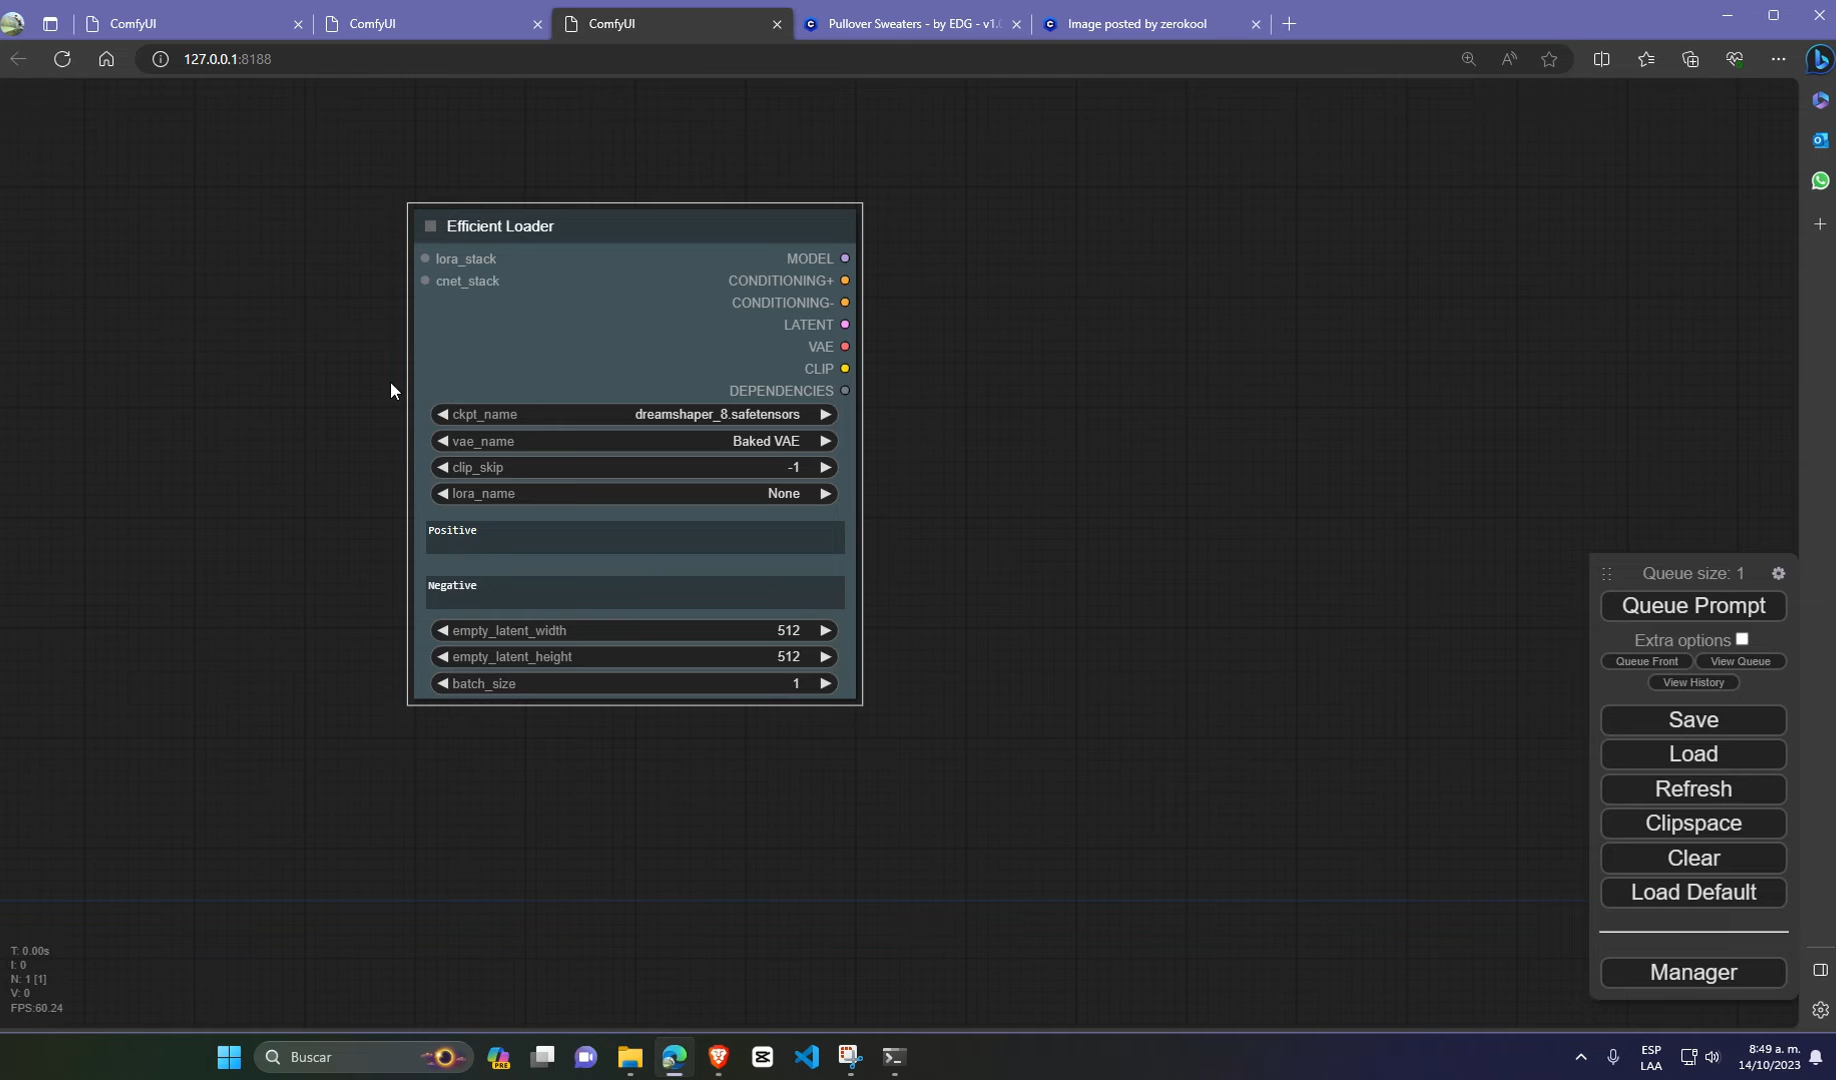 ComfyUI
ComfyUI
ComfyUI
Pullover Sweaters - by EDG - v1.0
Image posted by zerokool
127.0.0.1:8188
Efficient Loader
lora_stack
MODEL
cnet_stack
CONDITIONING+
CONDITIONING-
LATENT
VAE
CLIP
DEPENDENCIES
ckpt_name dreamshaper_8.safetensors
vae_name Baked VAE
clip_skip -1
lora_name None
Positive
Negative
empty_latent_width 512
empty_latent_height 512
batch_size 1
Queue size: 1
Queue Prompt
Extra options
Queue Front View Queue
View History
Save
Load
Refresh
Clipspace
Clear
Load Default
Manager
T: 0.00s
I: 0
N: 1 [1]
V: 0
FPS:60.24
Buscar
PRE
ESP
LAA
8:49 a. m.
14/10/2023